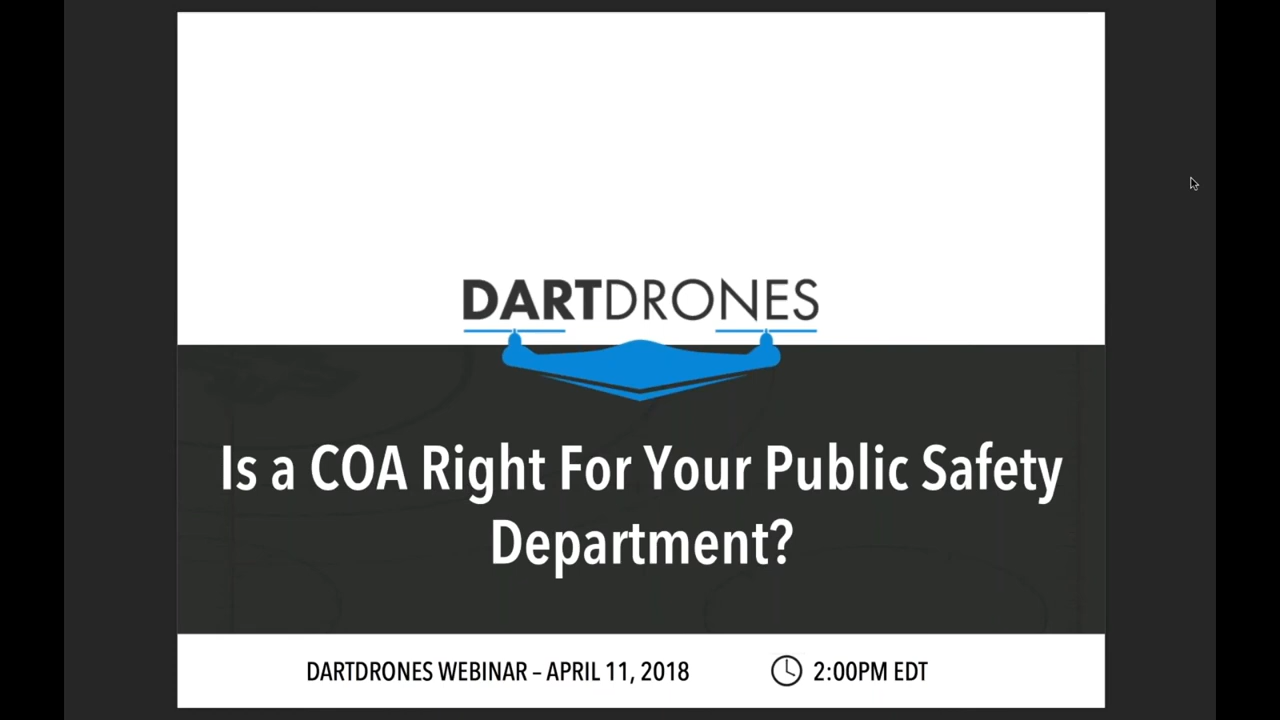 DARTDRONES
Is a COA Right For Your Public Safety
Department?
DARTDRONES WEBINAR – APRIL 11, 2018
2:00PM EDT